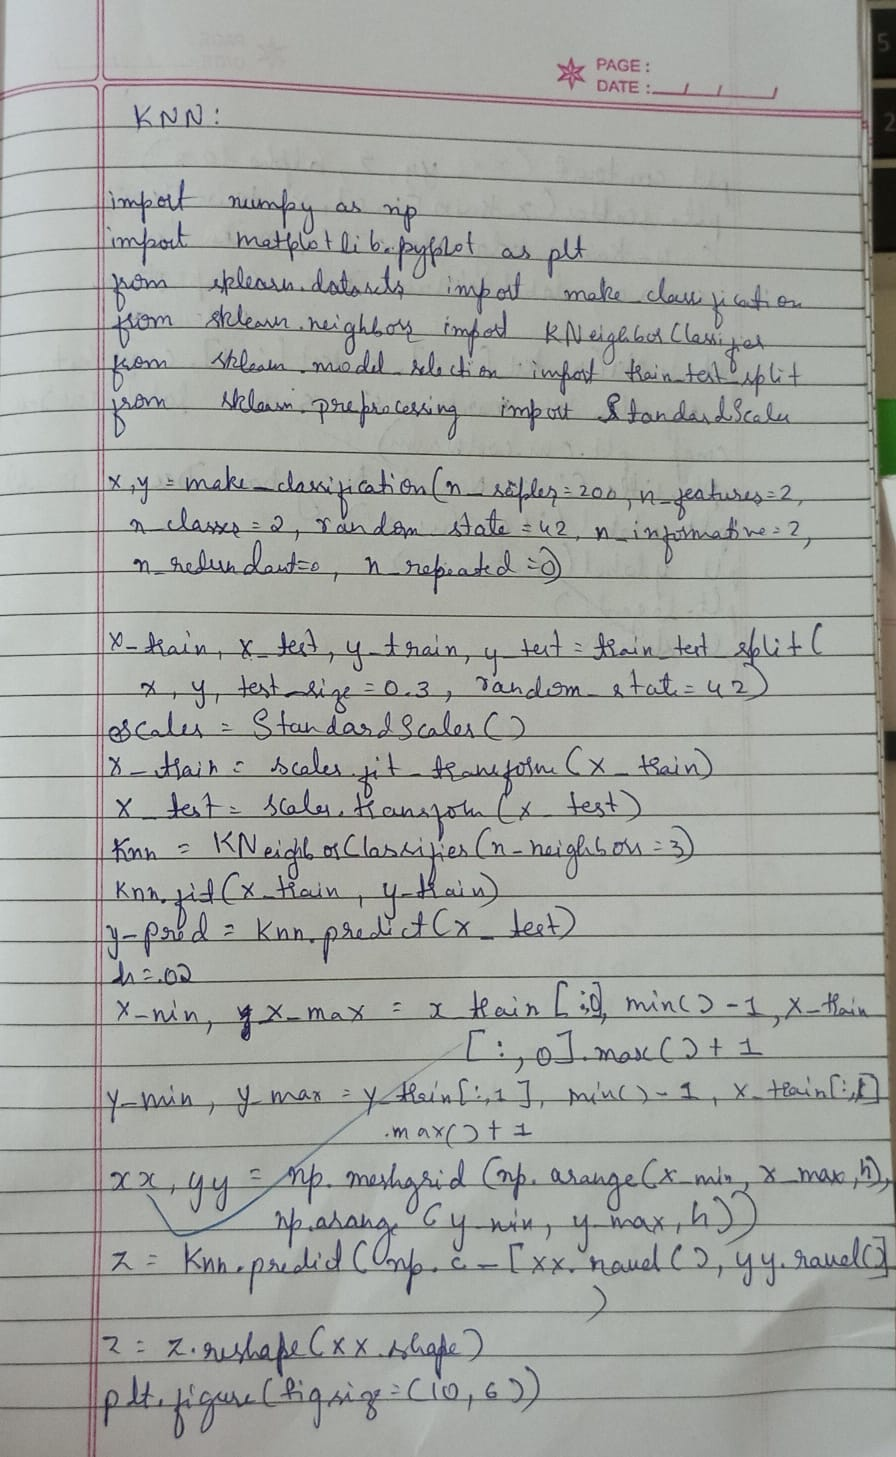 PAGE:
DATE: / /
KNN:
import numpy as np
import matplotlib.pyplot as plt
from sklearn.datasets import make_classification
from sklearn.neighbors import KNeighborClassifier
from sklearn.model_selection import train_test_split
from sklearn.preprocessing import StandardScaler
x, y = make_classification(n_samples=200, n_features=2,
n_classes=2, random_state=42, n_informative=2,
n_redundant=0, n_repeated=0)
x_train, x_test, y_train, y_test = train_test_split(
x, y, test_size=0.3, random_state=42)
scaler = StandardScaler()
x_train = scaler.fit_transform(x_train)
x_test = scaler.transform(x_test)
Knn = KNeighborClassifier(n_neighbors=3)
Knn.fit(x_train, y_train)
y_pred = Knn.predict(x_test)
h=.02
x_min, x_max = x_train[:,0], min()-1, x_train
[:,0].max()+1
y_min, y_max = y_train[:,1], min()-1, x_train[:,1]
.max()+1
xx, yy = np.meshgrid(np.arange(x_min, x_max, h),
np.arange(y_min, y_max, h))
z = Knn.predict(np.c_[xx.ravel(), yy.ravel()]
)
z = z.reshape(xx.shape)
plt.figure(figsize=(10,6))